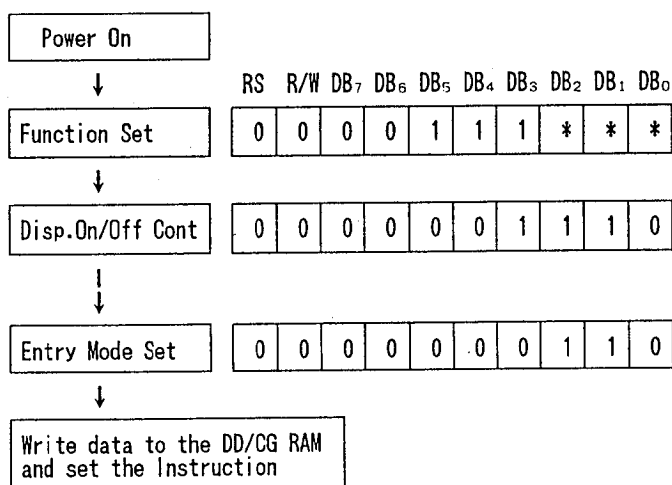 Power On
RS R/W DB₇ DB₆ DB₅ DB₄ DB₃ DB₂ DB₁ DB₀
Function Set 0 0 0 0 1 1 1 * * *
Disp.On/Off Cont 0 0 0 0 0 0 1 1 1 0
Entry Mode Set 0 0 0 0 0 0 0 1 1 0
Write data to the DD/CG RAM
and set the Instruction